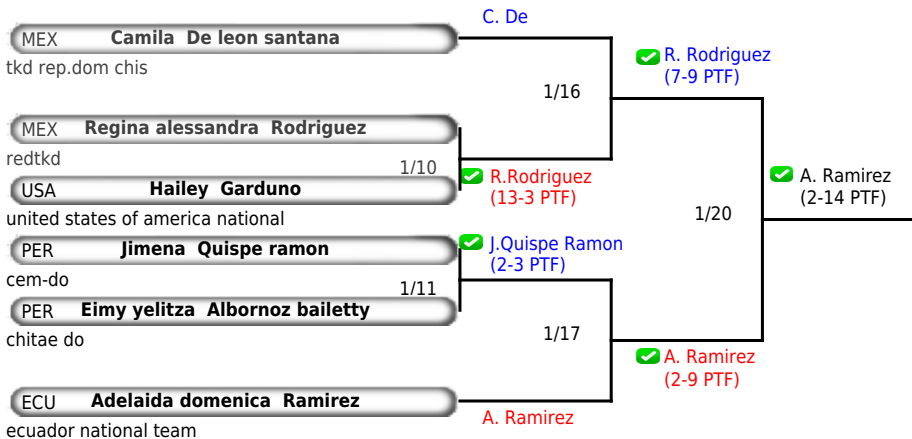 C. De
MEX Camila De leon santana
tkd rep.dom chis
R. Rodriguez
(7-9 PTF)
1/16
MEX Regina alessandra Rodriguez
redtkd
1/10
R.Rodriguez
(13-3 PTF)
USA Hailey Garduno
united states of america national
A. Ramirez
(2-14 PTF)
1/20
PER Jimena Quispe ramon
cem-do
J.Quispe Ramon
(2-3 PTF)
1/11
PER Eimy yelitza Albornoz bailetty
chitae do
1/17
A. Ramirez
(2-9 PTF)
ECU Adelaida domenica Ramirez
ecuador national team
A. Ramirez